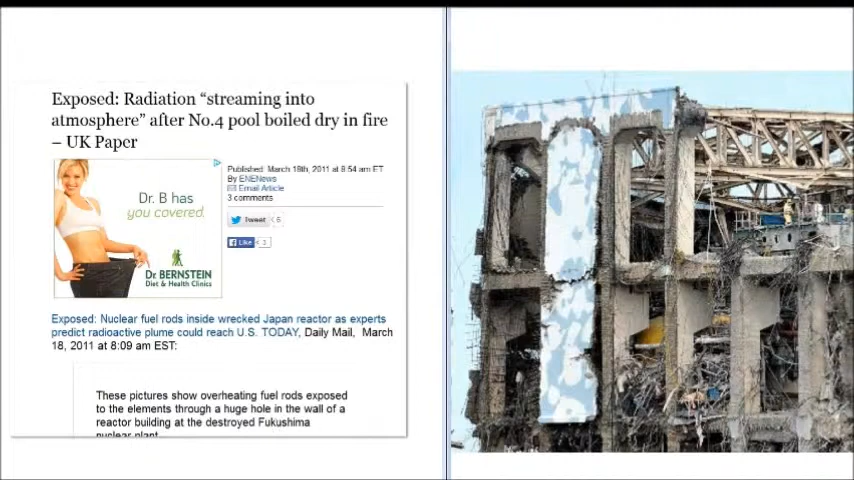 Exposed: Radiation “streaming into
atmosphere” after No.4 pool boiled dry in fire
– UK Paper
Dr. B has
you covered.
Dr. BERNSTEIN
Diet & Health Clinics
Published: March 18th, 2011 at 8:54 am ET
By ENENews
Email Article
3 comments
Tweet 6
Like 3
Exposed: Nuclear fuel rods inside wrecked Japan reactor as experts
predict radioactive plume could reach U.S. TODAY, Daily Mail, March
18, 2011 at 8:09 am EST:
These pictures show overheating fuel rods exposed
to the elements through a huge hole in the wall of a
reactor building at the destroyed Fukushima
nuclear plant